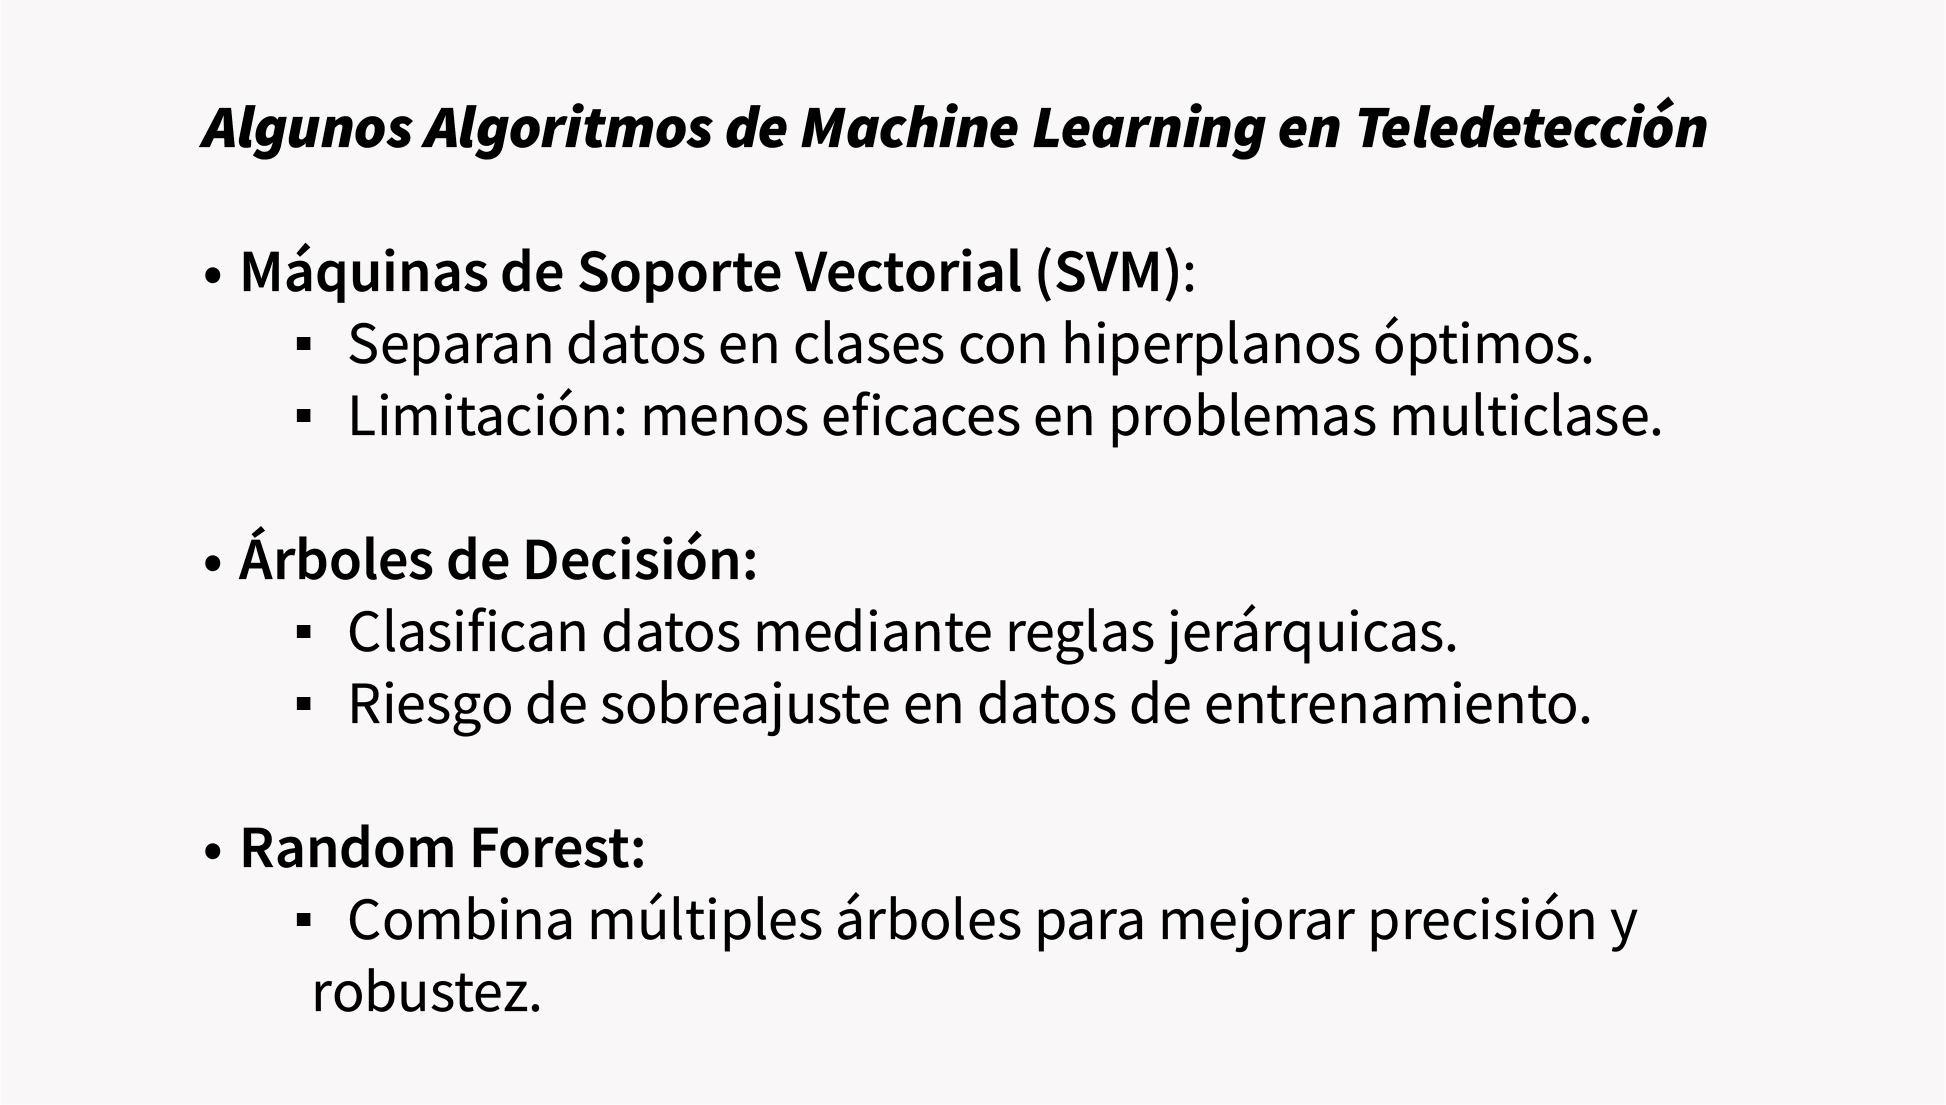 Algunos Algoritmos de Machine Learning en Teledetección
• Máquinas de Soporte Vectorial (SVM):
▪ Separan datos en clases con hiperplanos óptimos.
▪ Limitación: menos eficaces en problemas multiclase.
• Árboles de Decisión:
▪ Clasifican datos mediante reglas jerárquicas.
▪ Riesgo de sobreajuste en datos de entrenamiento.
• Random Forest:
▪ Combina múltiples árboles para mejorar precisión y
robustez.